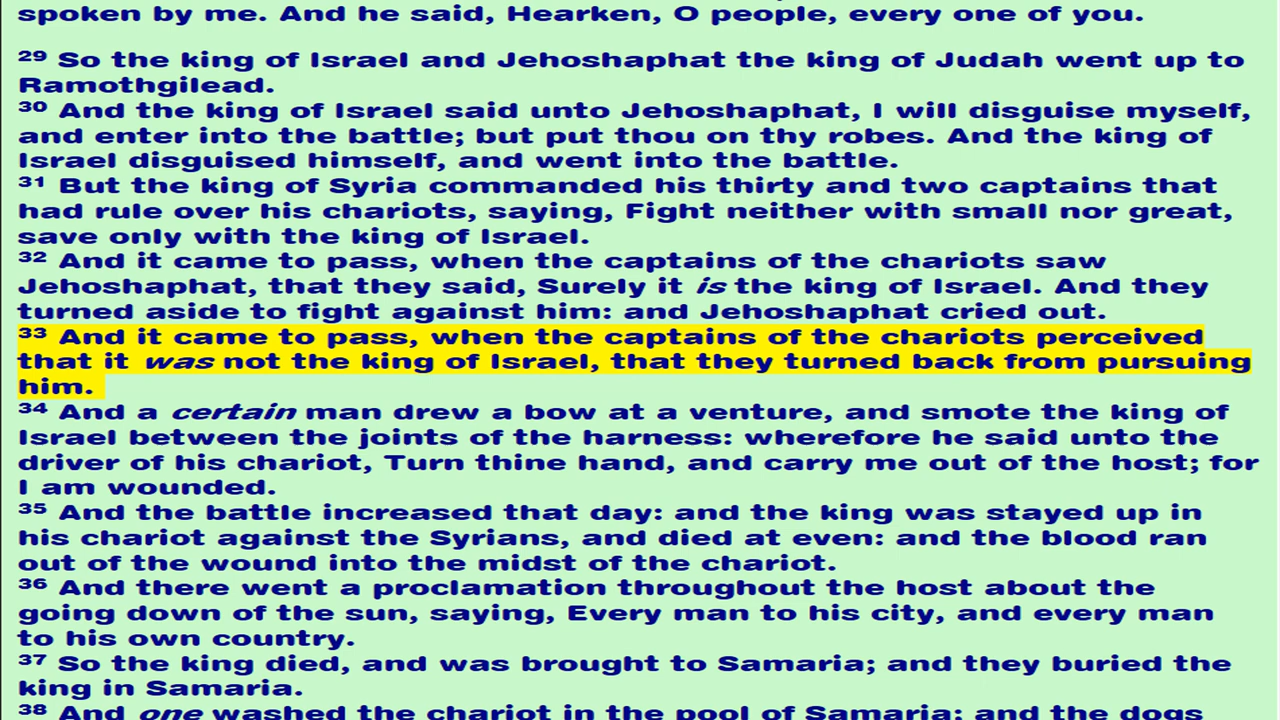 spoken by me. And he said, Hearken, O people, every one of you.
29 So the king of Israel and Jehoshaphat the king of Judah went up to
Ramothgilead.
30 And the king of Israel said unto Jehoshaphat, I will disguise myself,
and enter into the battle; but put thou on thy robes. And the king of
Israel disguised himself, and went into the battle.
31 But the king of Syria commanded his thirty and two captains that
had rule over his chariots, saying, Fight neither with small nor great,
save only with the king of Israel.
32 And it came to pass, when the captains of the chariots saw
Jehoshaphat, that they said, Surely it is the king of Israel. And they
turned aside to fight against him: and Jehoshaphat cried out.
33 And it came to pass, when the captains of the chariots perceived
that it was not the king of Israel, that they turned back from pursuing
him.
34 And a certain man drew a bow at a venture, and smote the king of
Israel between the joints of the harness: wherefore he said unto the
driver of his chariot, Turn thine hand, and carry me out of the host; for
I am wounded.
35 And the battle increased that day: and the king was stayed up in
his chariot against the Syrians, and died at even: and the blood ran
out of the wound into the midst of the chariot.
36 And there went a proclamation throughout the host about the
going down of the sun, saying, Every man to his city, and every man
to his own country.
37 So the king died, and was brought to Samaria; and they buried the
king in Samaria.
38 And one washed the chariot in the pool of Samaria; and the dogs